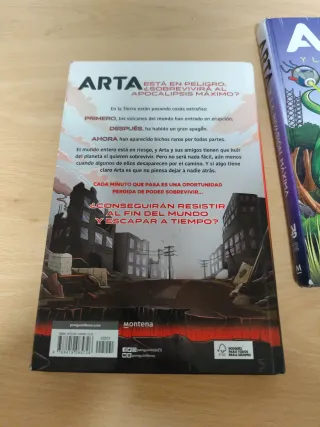 ARTA ESTÁ EN PELIGRO,
¿SOBREVIVIRÁ AL
APOCALIPSIS MÁXIMO?
En la Tierra están pasando cosas extrañas:
PRIMERO, los volcanes del mundo han entrado en erupción.
DESPUÉS, ha habido un gran apagón.
AHORA han aparecido bichos raros por todas partes.
El mundo entero está en riesgo, y Arta y sus amigos tienen que huir
del planeta si quieren sobrevivir. Pero no será nada fácil, aún menos
cuando algunos de ellos desaparecen por el camino. Y si algo tiene
claro Arta es que no piensa dejar a nadie atrás.
CADA MINUTO QUE PASA ES UNA OPORTUNIDAD
PERDIDA DE PODER SOBREVIVIR...
¿CONSEGUIRÁN RESISTIR
AL FIN DEL MUNDO
Y ESCAPAR A TIEMPO?
montena
FSC
A
Y L